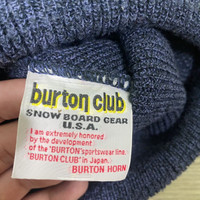 burton club
SNOW BOARD GEAR
U.S.A.
I am extremely honored
by the development
of the "BURTON"sportswear line
"BURTON CLUB" in Japan.
BURTON HORN